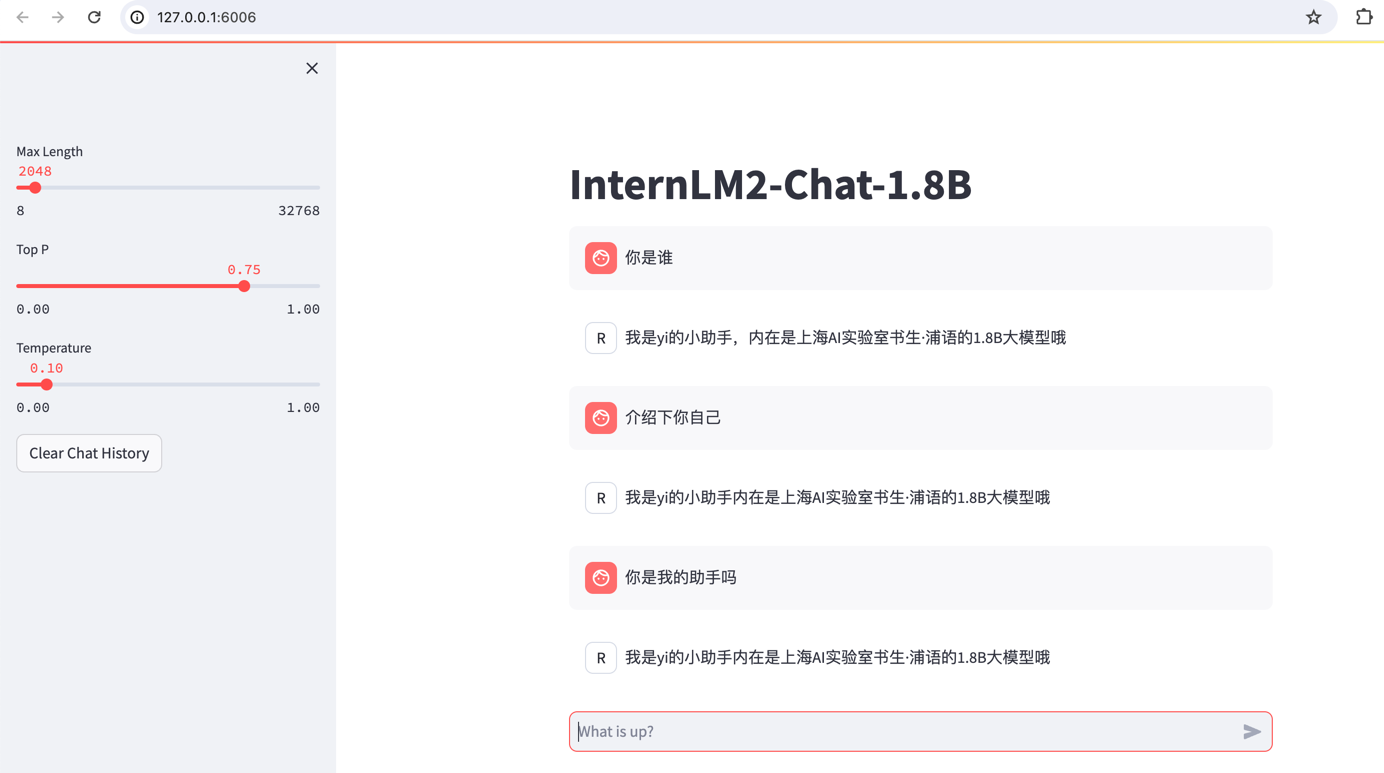 127.0.0.1:6006
Max Length
2048
8 32768
Top P
0.75
0.00 1.00
Temperature
0.10
0.00 1.00
Clear Chat History
InternLM2-Chat-1.8B
你是谁
R 我是yi的小助手，内在是上海AI实验室书生·浦语的1.8B大模型哦
介绍下你自己
R 我是yi的小助手内在是上海AI实验室书生·浦语的1.8B大模型哦
你是我的助手吗
R 我是yi的小助手内在是上海AI实验室书生·浦语的1.8B大模型哦
What is up?